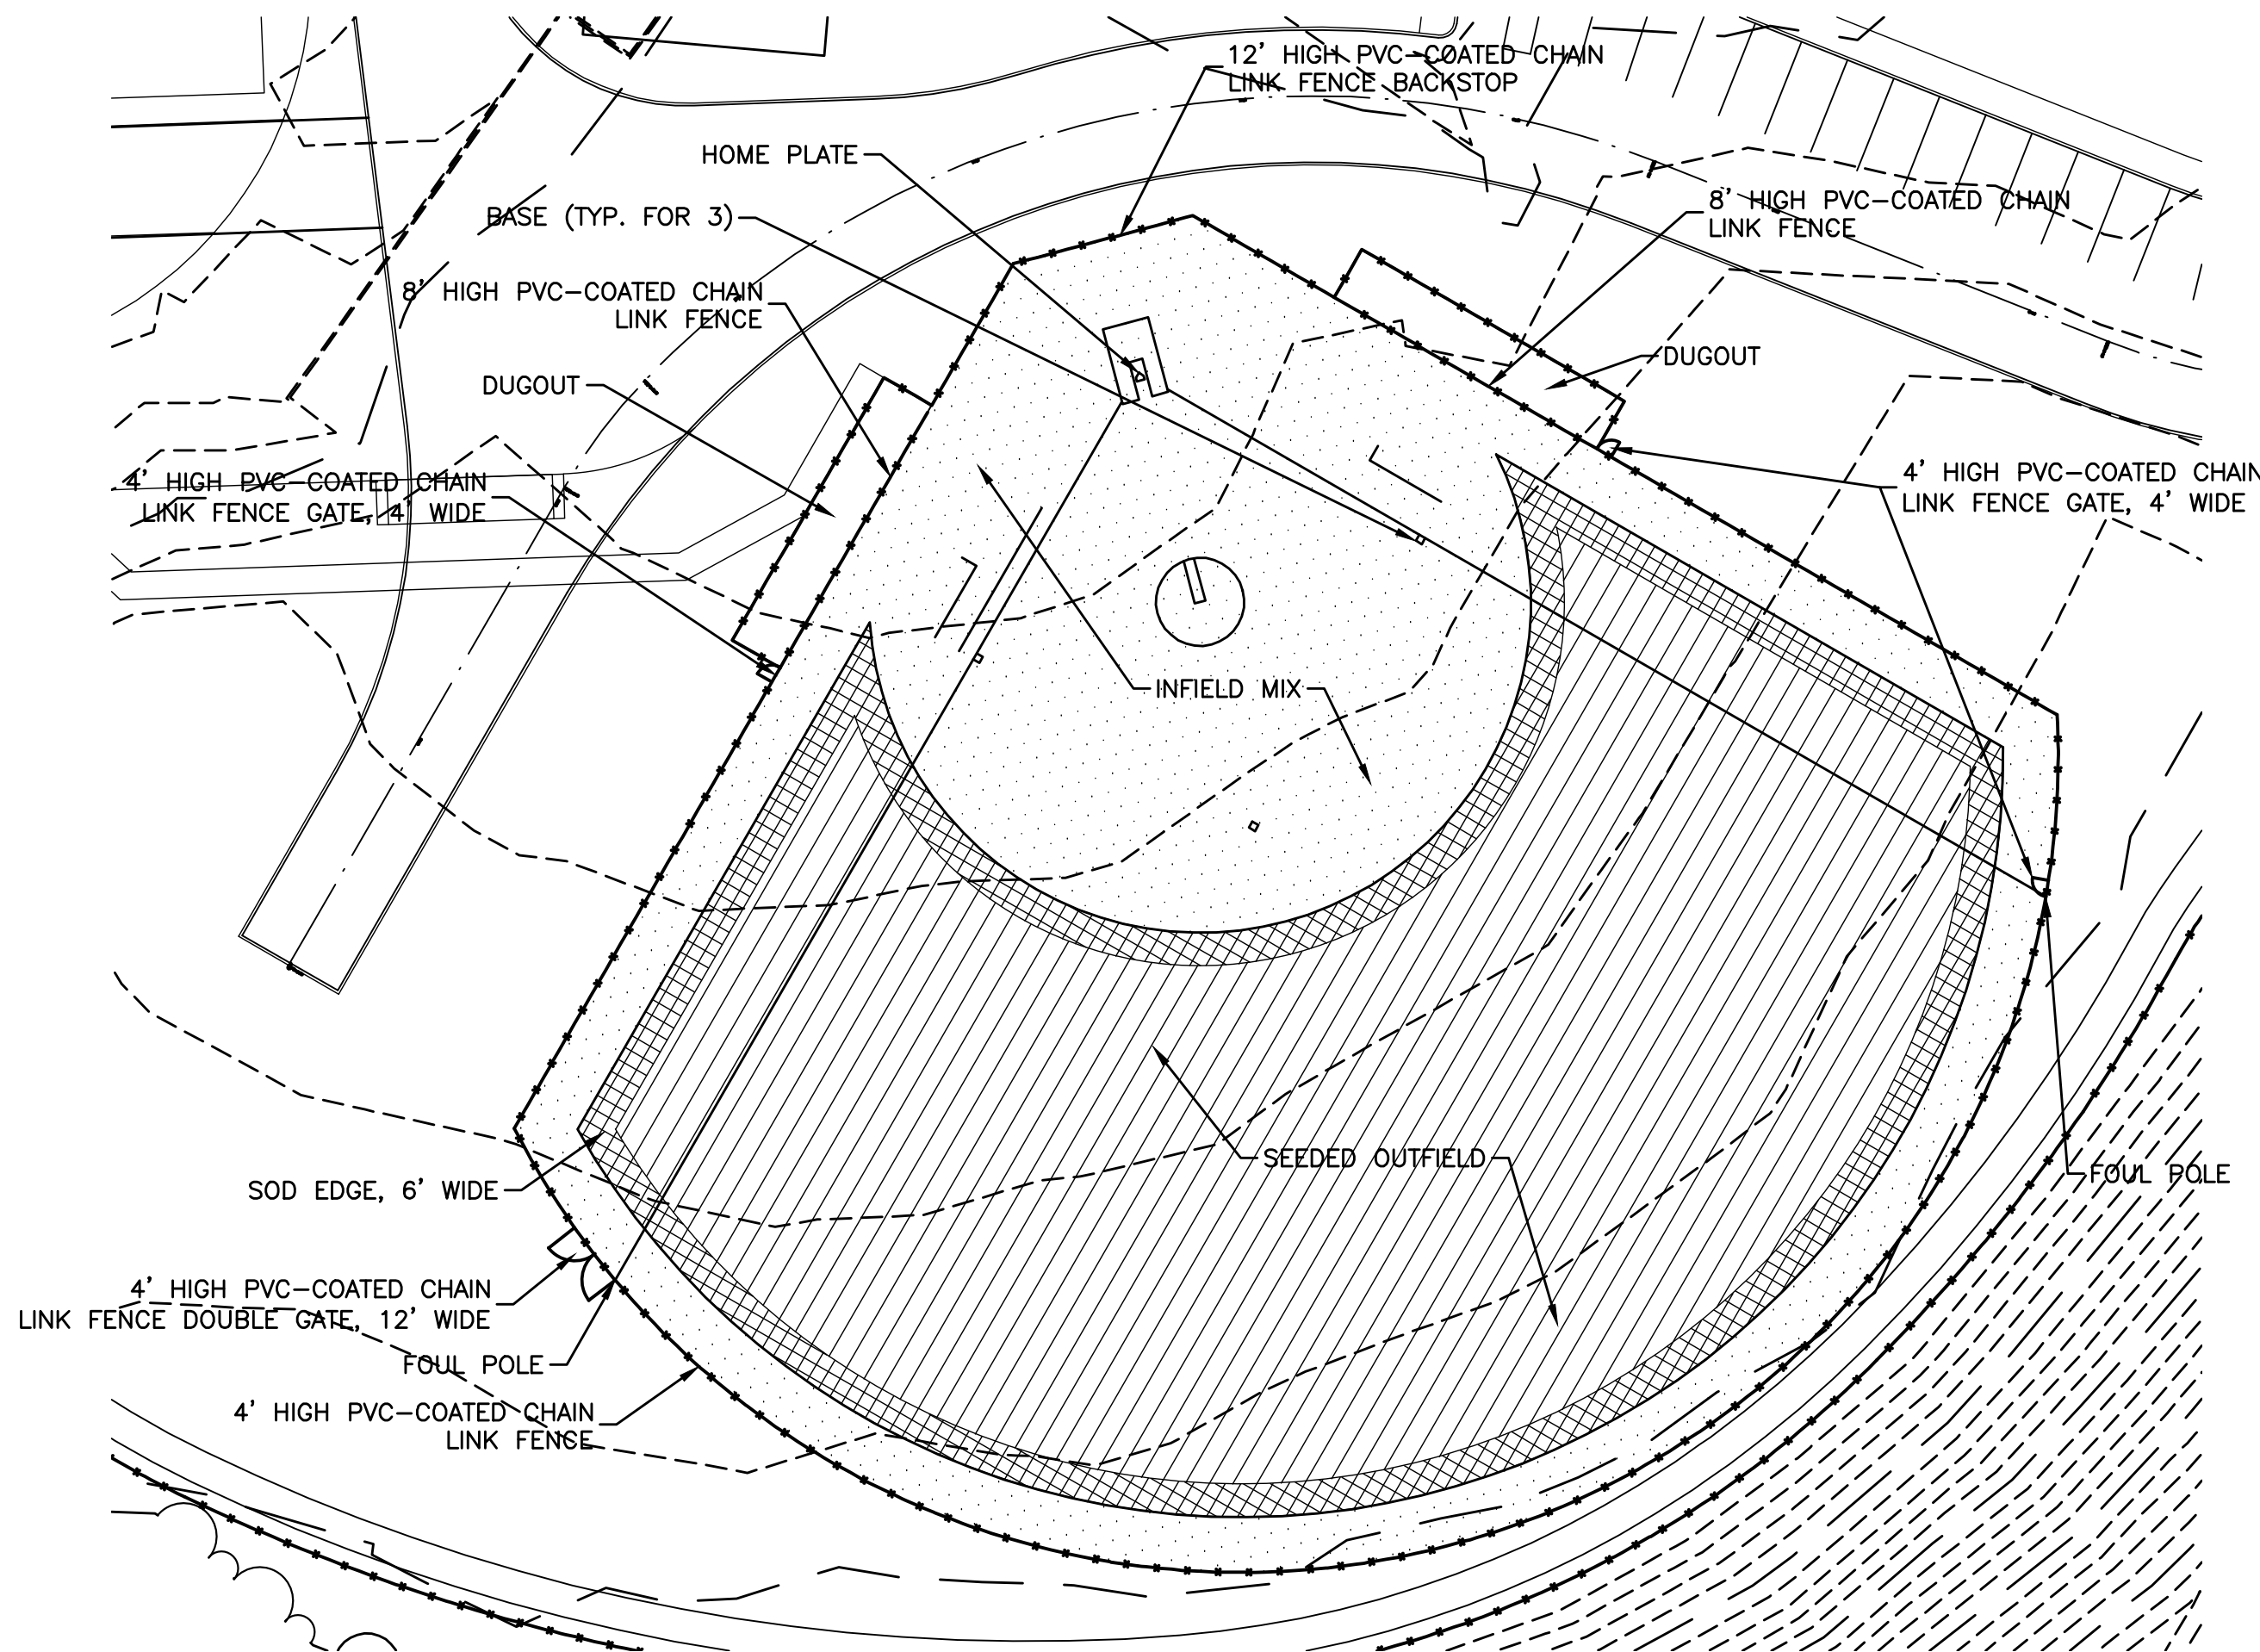 12' HIGH PVC-COATED CHAIN
LINK FENCE BACKSTOP
HOME PLATE
BASE (TYP. FOR 3)
8' HIGH PVC-COATED CHAIN
LINK FENCE
8' HIGH PVC-COATED CHAIN
LINK FENCE
DUGOUT
DUGOUT
4' HIGH PVC-COATED CHAIN
LINK FENCE GATE, 4' WIDE
4' HIGH PVC-COATED CHAIN
LINK FENCE GATE, 4' WIDE
INFIELD MIX
SEEDED OUTFIELD
FOUL POLE
SOD EDGE, 6' WIDE
4' HIGH PVC-COATED CHAIN
LINK FENCE DOUBLE GATE, 12' WIDE
FOUL POLE
4' HIGH PVC-COATED CHAIN
LINK FENCE